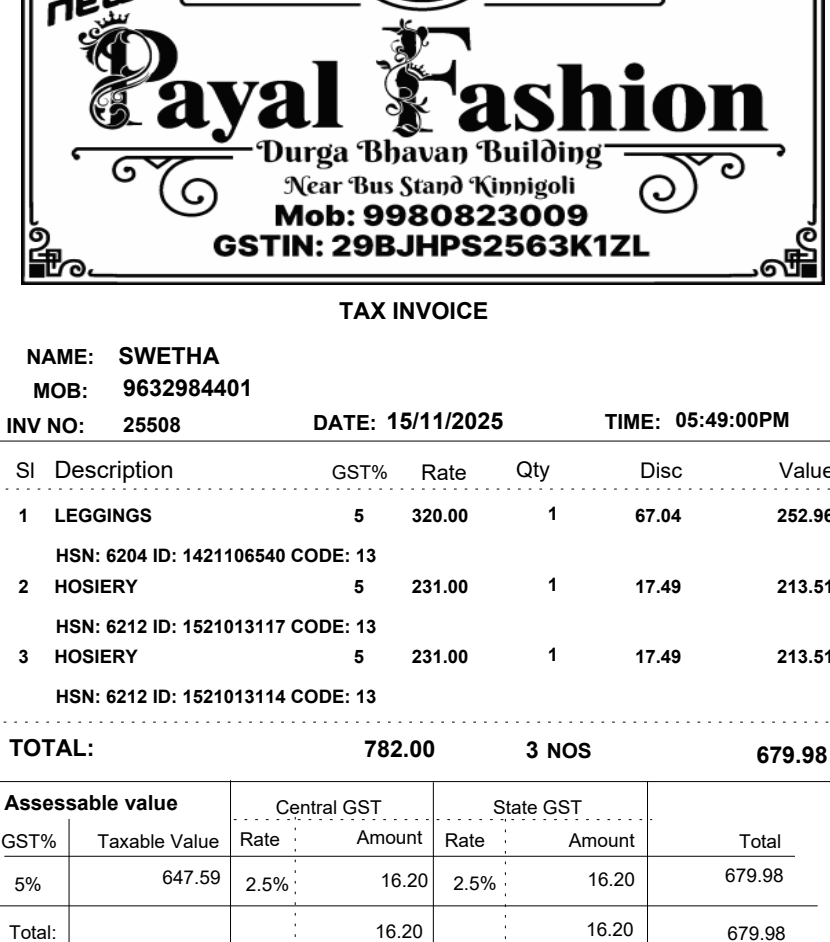 new
Payal Fashion
Durga Bhavan Building
Near Bus Stand Kinnigoli
Mob: 9980823009
GSTIN: 29BJHPS2563K1ZL
TAX INVOICE
NAME: SWETHA
MOB: 9632984401
INV NO: 25508 DATE: 15/11/2025 TIME: 05:49:00PM
Sl Description GST% Rate Qty Disc Value
1 LEGGINGS 5 320.00 1 67.04 252.96
HSN: 6204 ID: 1421106540 CODE: 13
2 HOSIERY 5 231.00 1 17.49 213.51
HSN: 6212 ID: 1521013117 CODE: 13
3 HOSIERY 5 231.00 1 17.49 213.51
HSN: 6212 ID: 1521013114 CODE: 13
TOTAL: 782.00 3 NOS 679.98
Assessable value Central GST State GST
GST% Taxable Value Rate Amount Rate Amount Total
5% 647.59 2.5% 16.20 2.5% 16.20 679.98
Total: 16.20 16.20 679.98